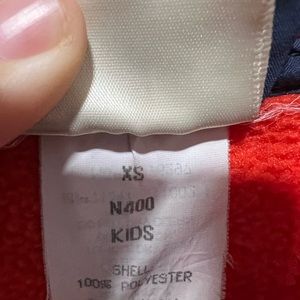 XS
N400
KIDS
SHELL
100% POLYESTER